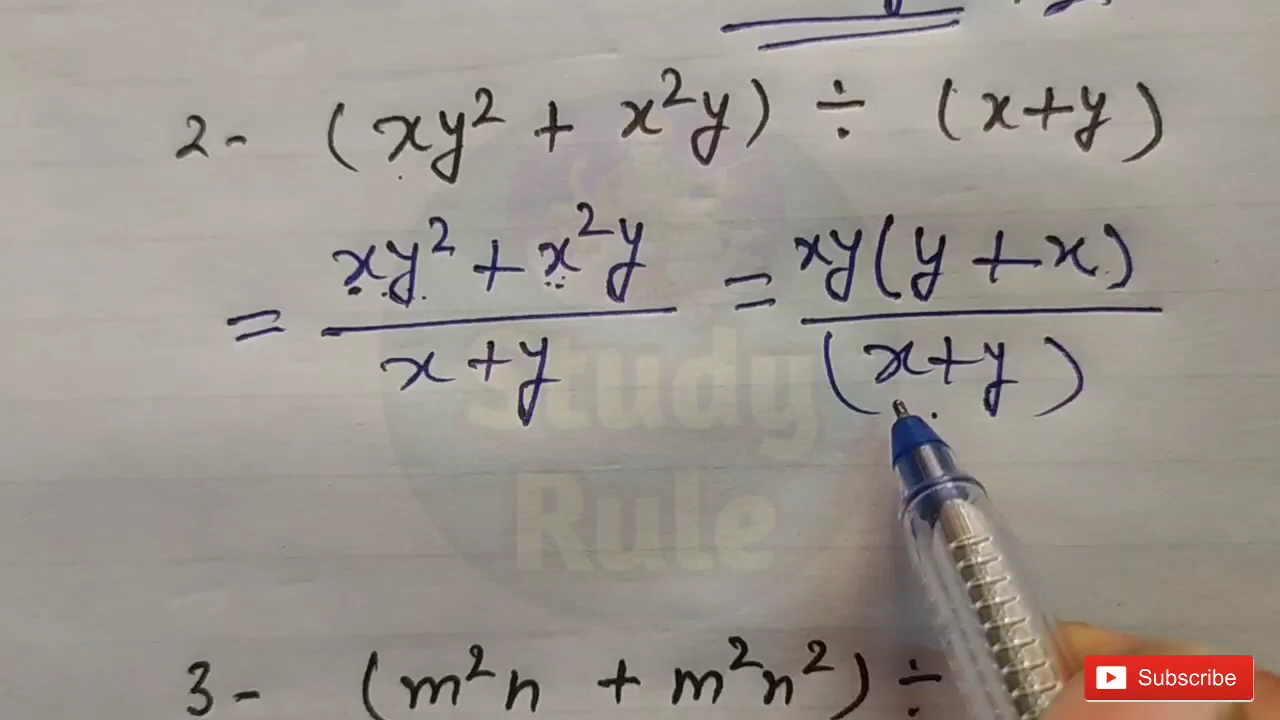 2- (xy² + x²y) ÷ (x+y)
= xy² + x²y / x+y = xy(y+x) / (x+y)
Study
Rule
3- (m²n + m²n²) ÷
Subscribe